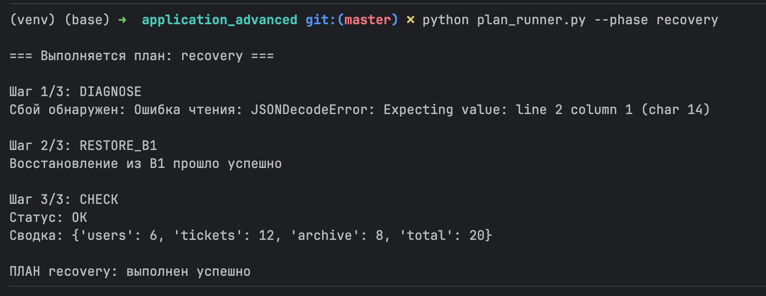 (venv) (base) ➜  application_advanced git:(master) ✗ python plan_runner.py --phase recovery
=== Выполняется план: recovery ===
Шаг 1/3: DIAGNOSE
Сбой обнаружен: Ошибка чтения: JSONDecodeError: Expecting value: line 2 column 1 (char 14)
Шаг 2/3: RESTORE_B1
Восстановление из B1 прошло успешно
Шаг 3/3: CHECK
Статус: OK
Сводка: {'users': 6, 'tickets': 12, 'archive': 8, 'total': 20}
ПЛАН recovery: выполнен успешно